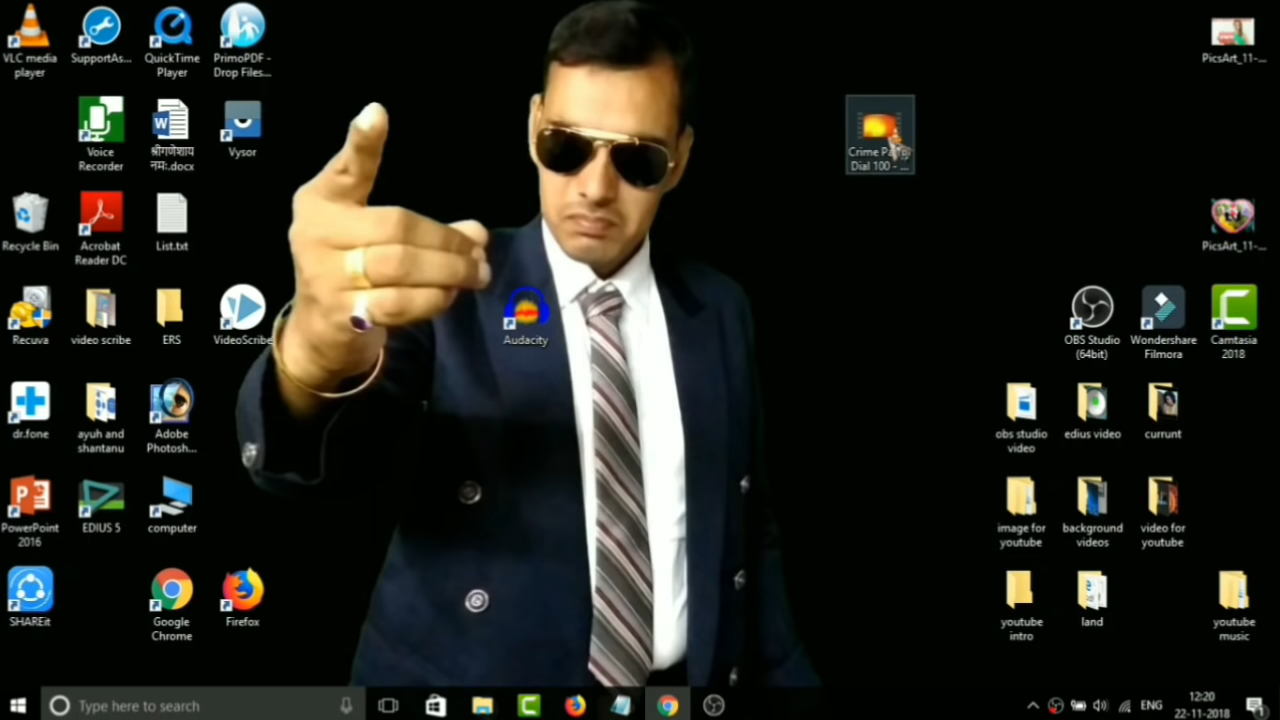 VLC media
player
SupportAs...
QuickTime
Player
PrimoPDF -
Drop Files...
PicsArt_11-...
Voice
Recorder
श्रीगणेशाय
नमः.docx
Vysor
Dial 100 - ...
Recycle Bin
Acrobat
Reader DC
List.txt
PicsArt_11-...
Recuva
video scribe
ERS
VideoScribe
Audacity
OBS Studio
(64bit)
Wondershare
Filmora
Camtasia
2018
dr.fone
ayuh and
shantanu
Adobe
Photosh...
obs studio
video
edius video
currunt
PowerPoint
2016
EDIUS 5
computer
image for
youtube
background
videos
video for
youtube
SHAREit
Google
Chrome
Firefox
youtube
intro
land
youtube
music
Type here to search
ENG
12:20
22-11-2018